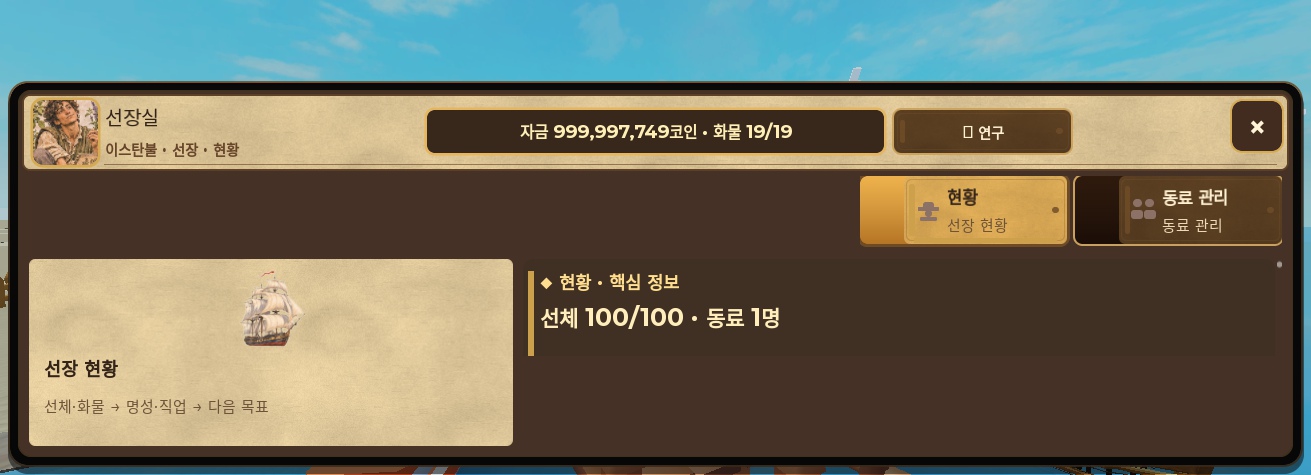 선장실
이스탄불 • 선장 • 현황
자금 999,997,749코인 • 화물 19/19
연구
×
현황
선장 현황
동료 관리
동료 관리
선장 현황
선체·화물 → 명성·직업 → 다음 목표
◆ 현황 • 핵심 정보
선체 100/100 • 동료 1명